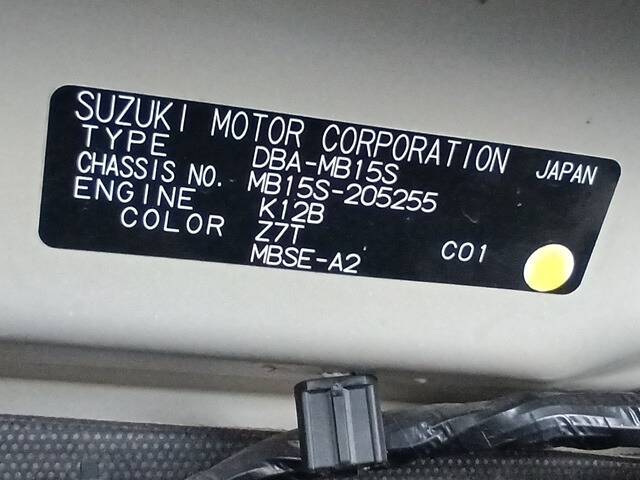 SUZUKI MOTOR CORPORATION JAPAN
TYPE DBA-MB15S
CHASSIS NO. MB15S-205255
ENGINE K12B
COLOR Z7T
MBSE-A2 C01